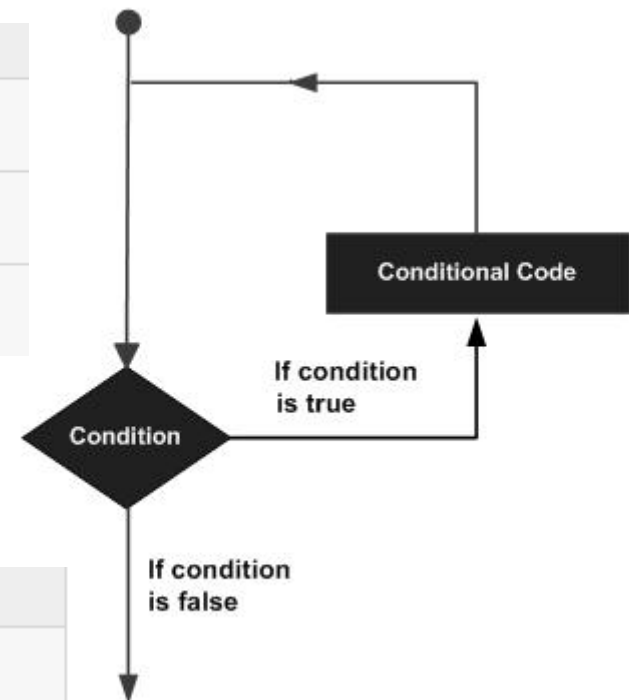 Conditional Code
If condition
is true
Condition
If condition
is false